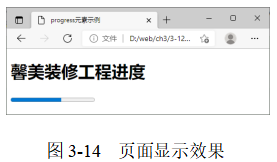 progress元素示例
文件 D:/web/ch3/3-12...
馨美装修工程进度
图 3-14 页面显示效果